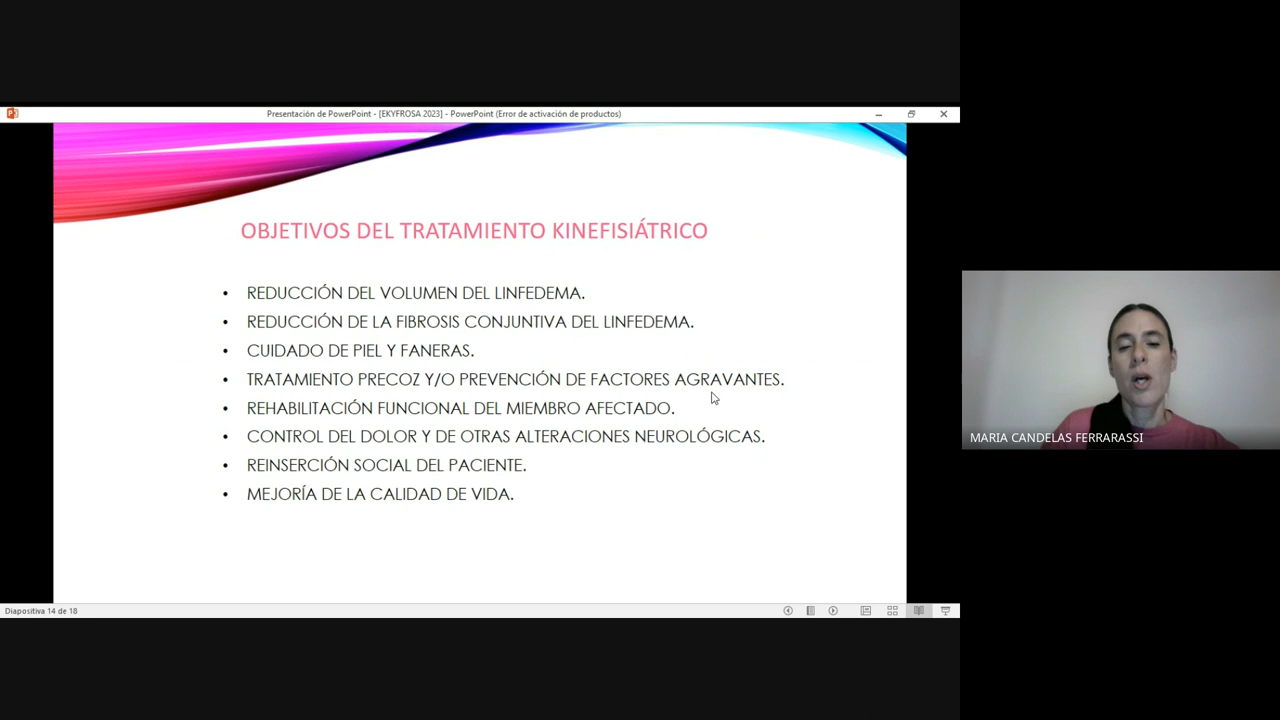 Presentación de PowerPoint - [EKYFROSA 2023] - PowerPoint (Error de activación de productos)
OBJETIVOS DEL TRATAMIENTO KINEFISIÁTRICO
• REDUCCIÓN DEL VOLUMEN DEL LINFEDEMA.
• REDUCCIÓN DE LA FIBROSIS CONJUNTIVA DEL LINFEDEMA.
• CUIDADO DE PIEL Y FANERAS.
• TRATAMIENTO PRECOZ Y/O PREVENCIÓN DE FACTORES AGRAVANTES.
• REHABILITACIÓN FUNCIONAL DEL MIEMBRO AFECTADO.
• CONTROL DEL DOLOR Y DE OTRAS ALTERACIONES NEUROLÓGICAS.
• REINSERCIÓN SOCIAL DEL PACIENTE.
• MEJORÍA DE LA CALIDAD DE VIDA.
MARIA CANDELAS FERRARASSI
Diapositiva 14 de 18